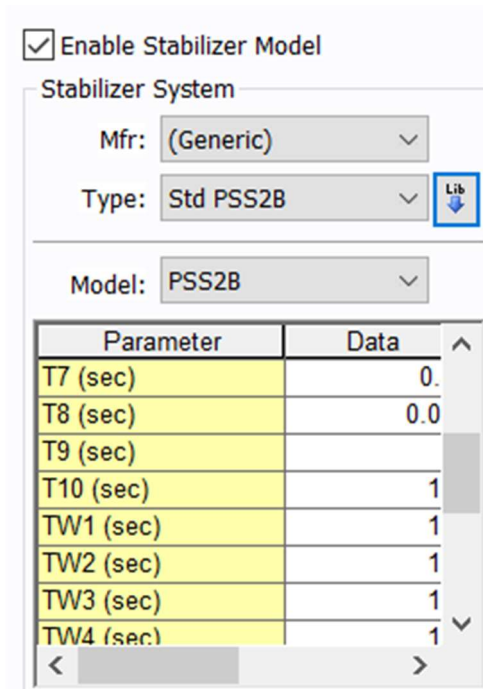 Enable Stabilizer Model
Stabilizer System
Mfr: (Generic)
Type: Std PSS2B Lib
Model: PSS2B
Parameter Data
T7 (sec) 0.
T8 (sec) 0.0
T9 (sec)
T10 (sec) 1
TW1 (sec) 1
TW2 (sec) 1
TW3 (sec) 1
TW4 (sec) 1